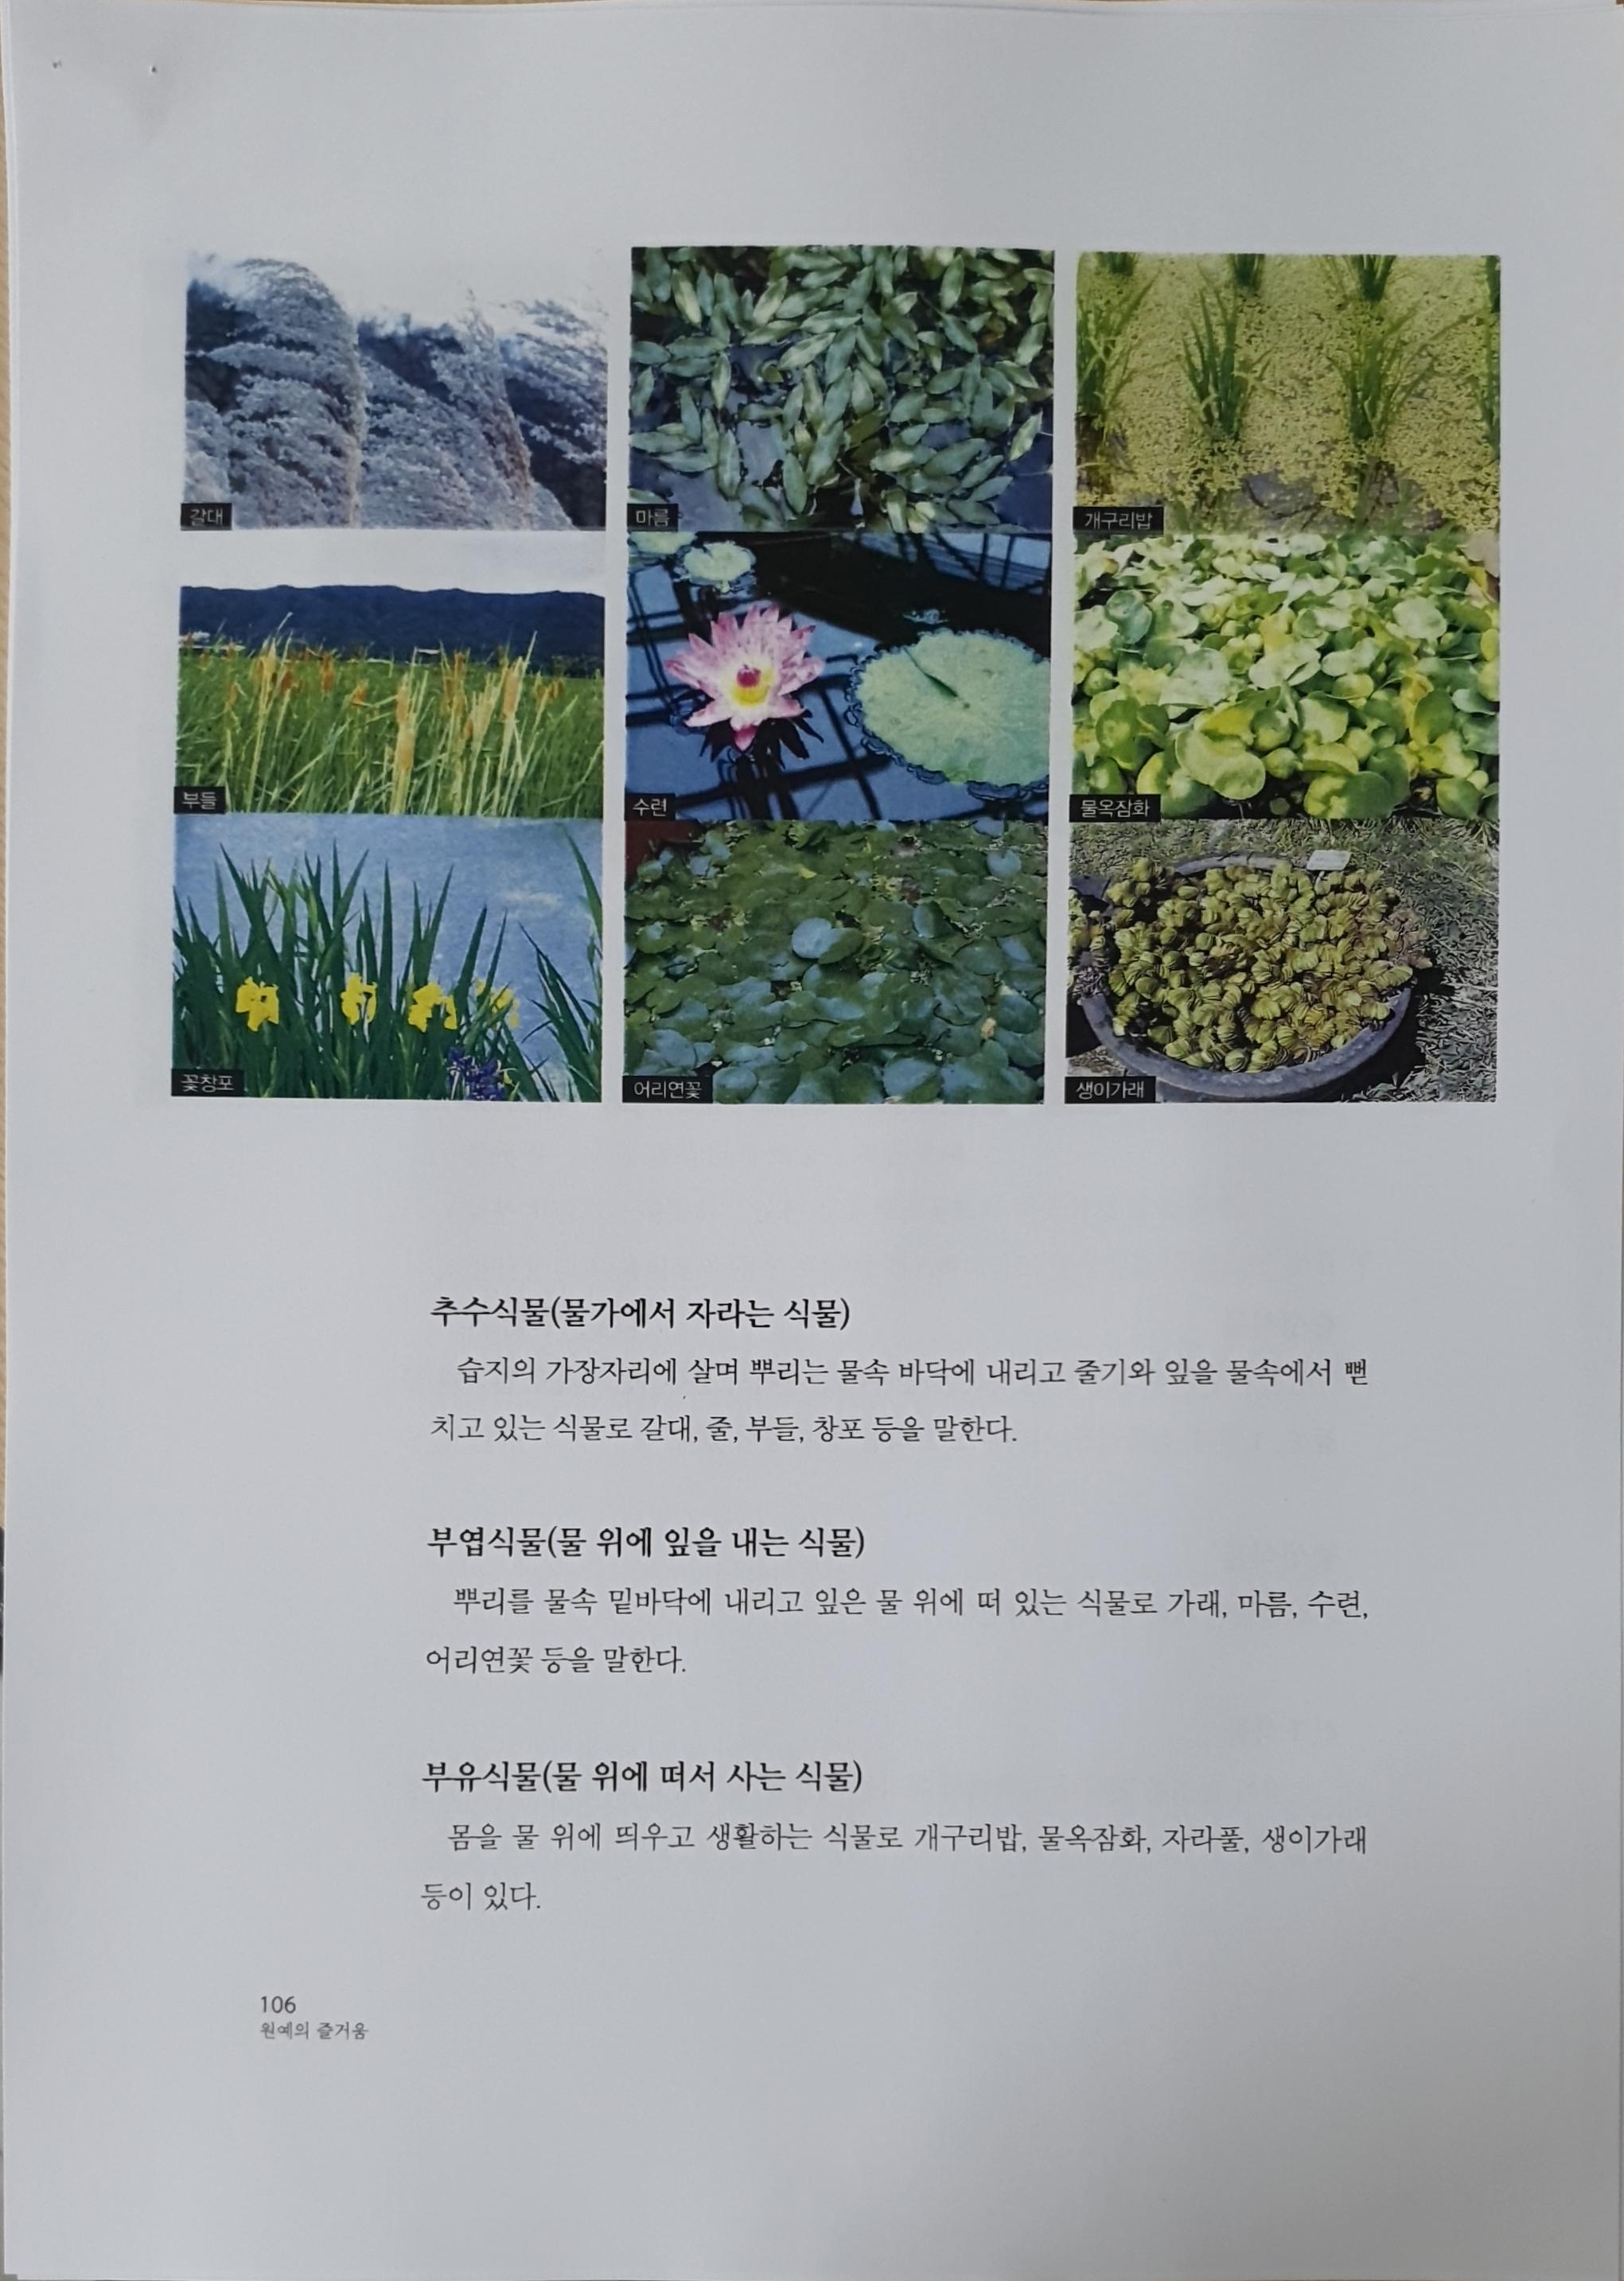 갈대
마름
개구리밥
부들
수련
물옥잠화
꽃창포
어리연꽃
생이가래
추수식물(물가에서 자라는 식물)
습지의 가장자리에 살며 뿌리는 물속 바닥에 내리고 줄기와 잎을 물속에서 뻗
치고 있는 식물로 갈대, 줄, 부들, 창포 등을 말한다.
부엽식물(물 위에 잎을 내는 식물)
뿌리를 물속 밑바닥에 내리고 잎은 물 위에 떠 있는 식물로 가래, 마름, 수련,
어리연꽃 등을 말한다.
부유식물(물 위에 떠서 사는 식물)
몸을 물 위에 띄우고 생활하는 식물로 개구리밥, 물옥잠화, 자라풀, 생이가래
등이 있다.
106
원예의 즐거움